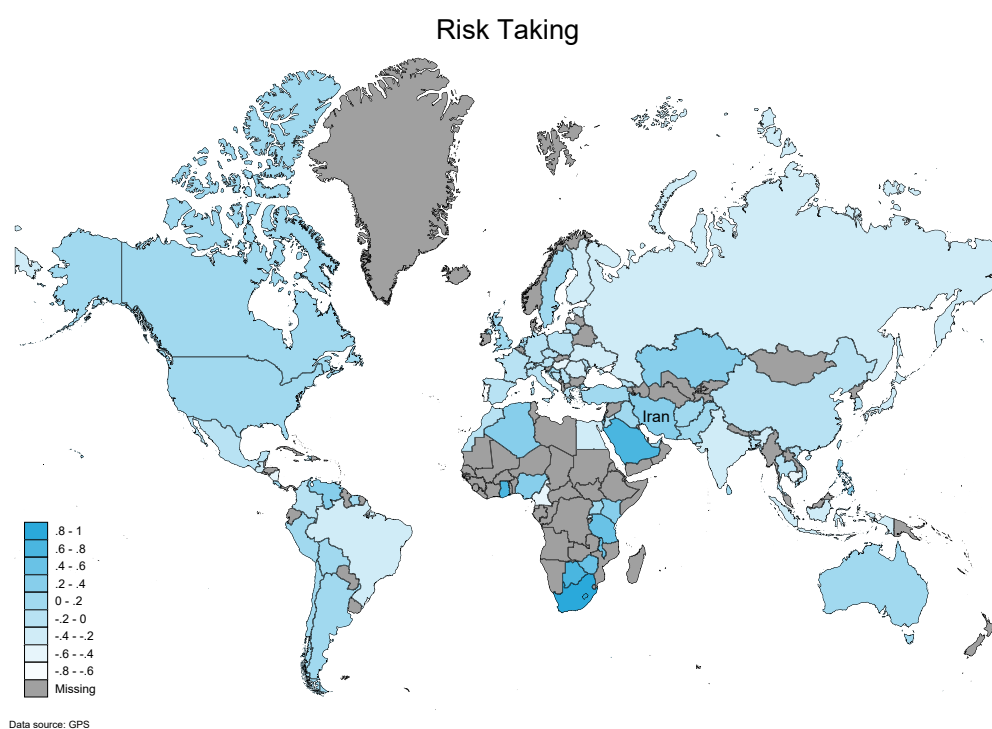 Risk Taking
Iran
.8 - 1
.6 - .8
.4 - .6
.2 - .4
0 - .2
-.2 - 0
-.4 - -.2
-.6 - -.4
-.8 - -.6
Missing
Data source: GPS